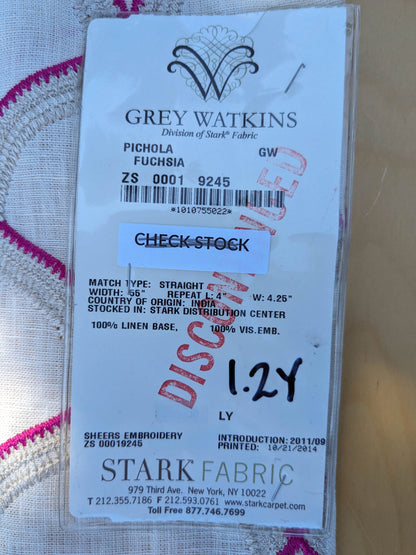 GREY WATKINS
Division of Stark® Fabric
PICHOLA GW
FUCHSIA
ZS 0001 9245
*1010755022*
CHECK STOCK
DISCONTINUED
MATCH TYPE: STRAIGHT
WIDTH: 55" REPEAT L: 4" W: 4.25"
COUNTRY OF ORIGIN: INDIA
STOCKED IN: STARK DISTRIBUTION CENTER
100% LINEN BASE, 100% VIS.EMB.
1.2Y
LY
SHEERS EMBROIDERY INTRODUCTION: 2011/09
ZS 00019245 PRINTED: 10/21/2014
STARK FABRIC
979 Third Ave. New York, NY 10022
T 212.355.7186 F 212.593.0761 www.starkcarpet.com
Toll Free 877.746.7699